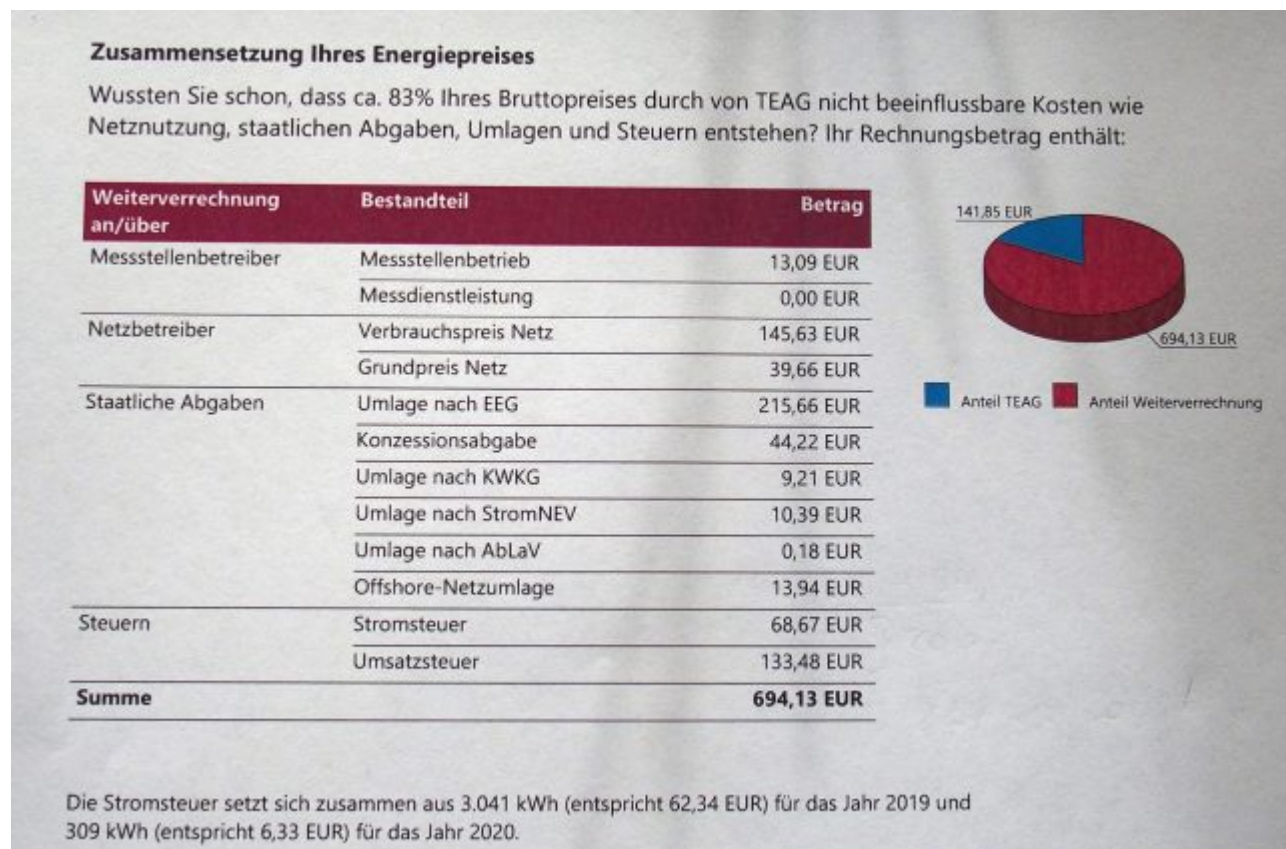 Zusammensetzung Ihres Energiepreises
Wussten Sie schon, dass ca. 83% Ihres Bruttopreises durch von TEAG nicht beeinflussbare Kosten wie
Netznutzung, staatlichen Abgaben, Umlagen und Steuern entstehen? Ihr Rechnungsbetrag enthält:
Weiterverrechnung an/über Bestandteil Betrag
Messstellenbetreiber Messstellenbetrieb 13,09 EUR
Messdienstleistung 0,00 EUR
Netzbetreiber Verbrauchspreis Netz 145,63 EUR
Grundpreis Netz 39,66 EUR
Staatliche Abgaben Umlage nach EEG 215,66 EUR
Konzessionsabgabe 44,22 EUR
Umlage nach KWKG 9,21 EUR
Umlage nach StromNEV 10,39 EUR
Umlage nach AbLaV 0,18 EUR
Offshore-Netzumlage 13,94 EUR
Steuern Stromsteuer 68,67 EUR
Umsatzsteuer 133,48 EUR
Summe 694,13 EUR
141,85 EUR
694,13 EUR
Anteil TEAG Anteil Weiterverrechnung
Die Stromsteuer setzt sich zusammen aus 3.041 kWh (entspricht 62,34 EUR) für das Jahr 2019 und
309 kWh (entspricht 6,33 EUR) für das Jahr 2020.